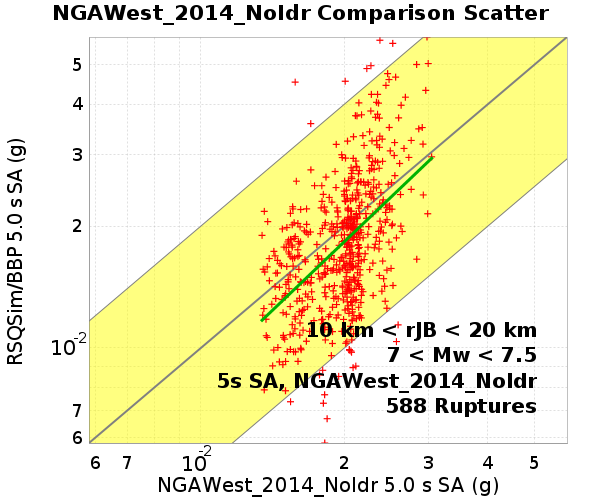 NGAWest_2014_NoIdr Comparison Scatter
RSQSim/BBP 5.0 s SA (g)
5
4
3
2
10-2
7
6
10 km < rJB < 20 km
7 < Mw < 7.5
5s SA, NGAWest_2014_NoIdr
588 Ruptures
6 7 10-2 2 3 4 5
NGAWest_2014_NoIdr 5.0 s SA (g)